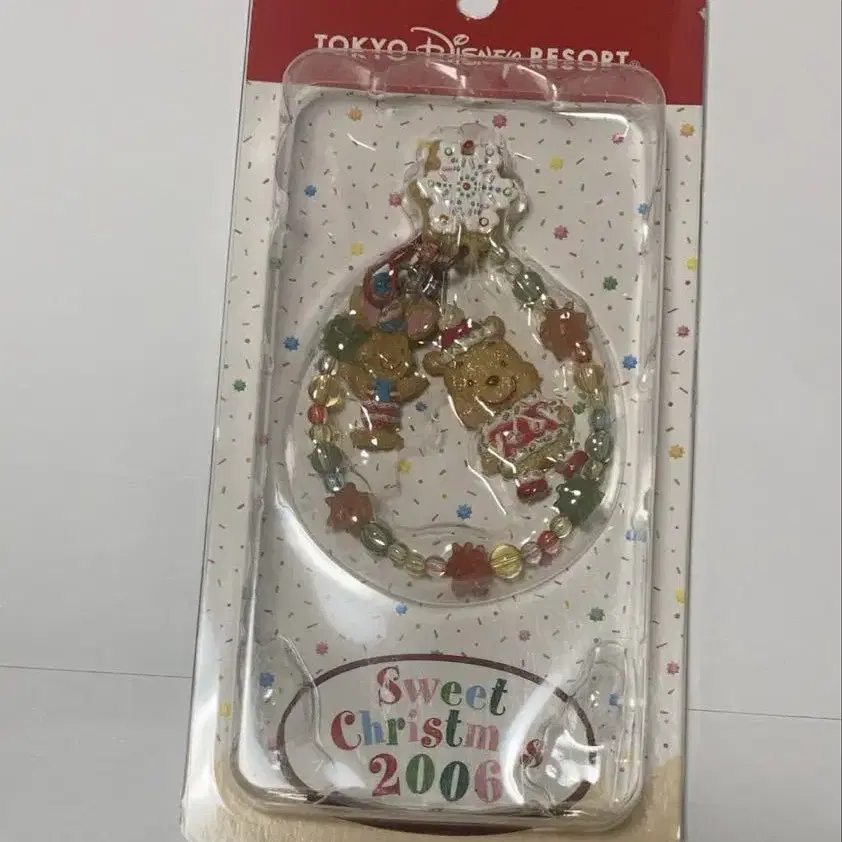 TOKYO Disney RESORT®
Sweet
Christmas
2006